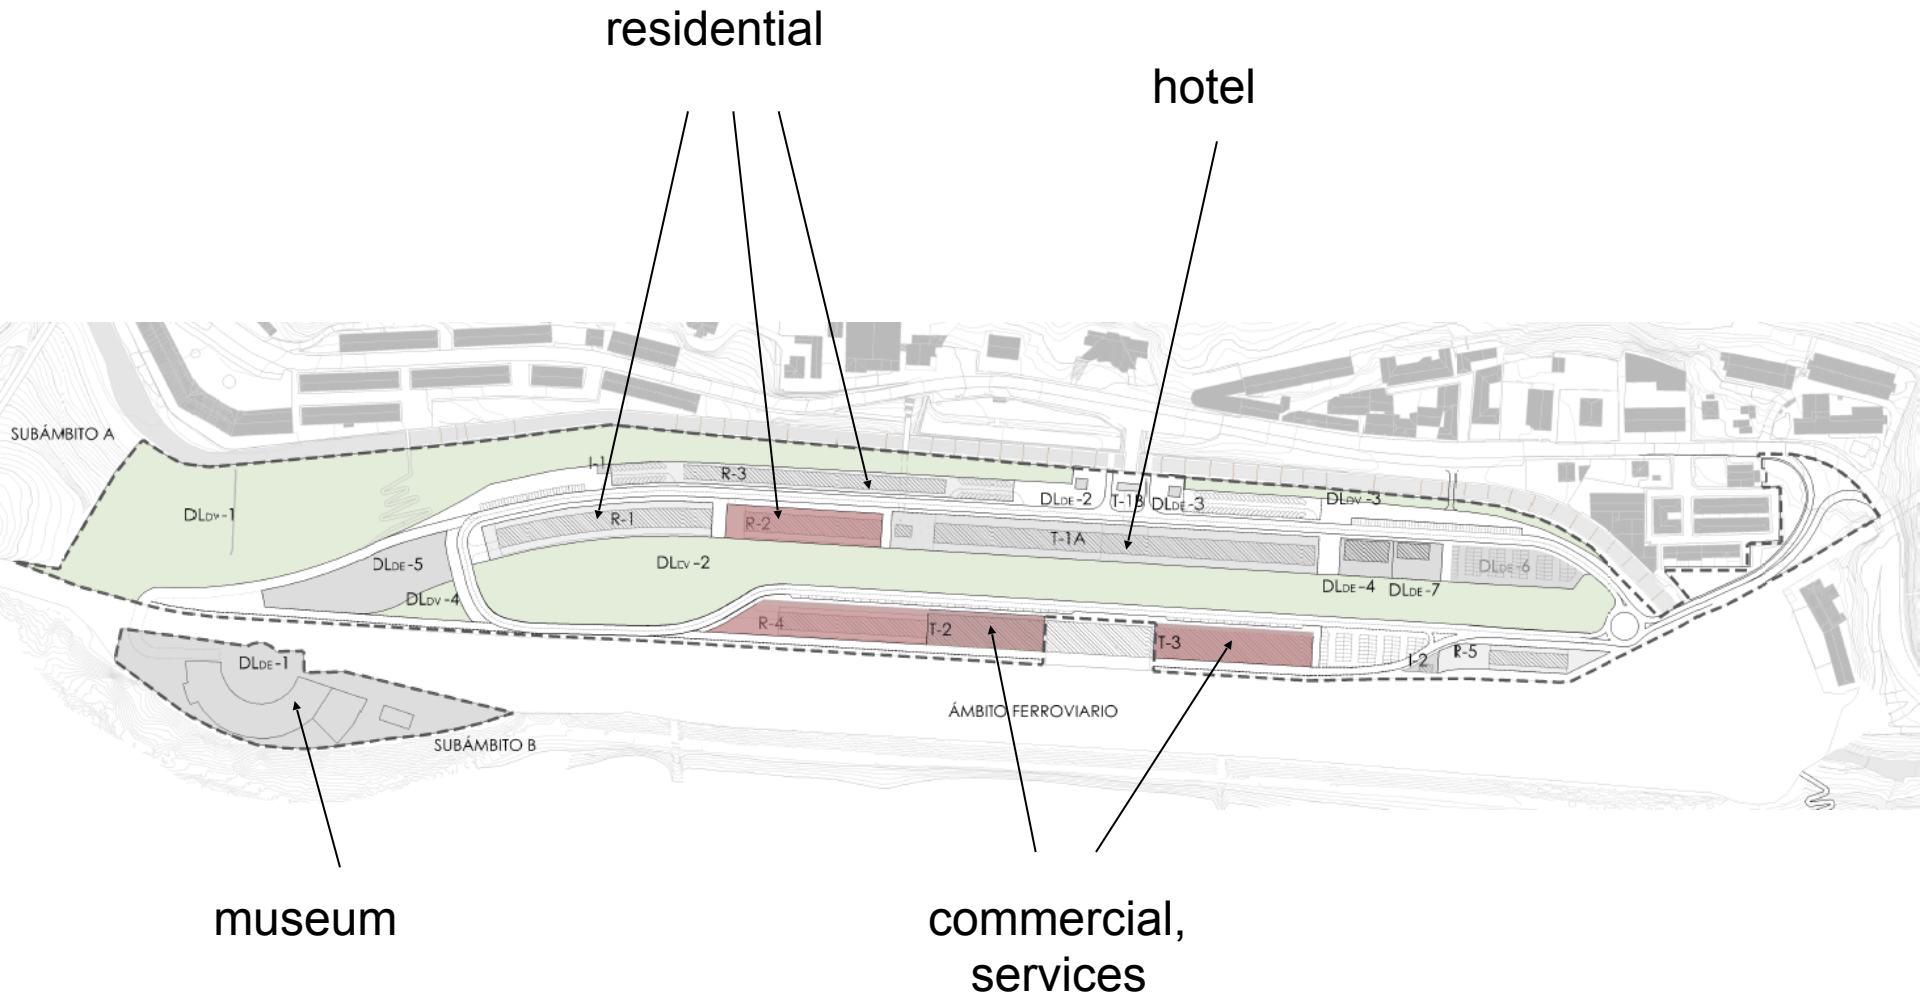 residential
hotel
SUBÁMBITO A
I-1
R-3
DLDV-1
R-1
R-2
DLDE-2
T-1B
DLDE-3
DLDV-3
T-1A
DLDE-5
DLDV-4
DLCV-2
DLDE-4
DLDE-7
DLDE-6
R-4
T-2
T-3
I-2
R-5
DLDE-1
ÁMBITO FERROVIARIO
SUBÁMBITO B
museum
commercial,
services